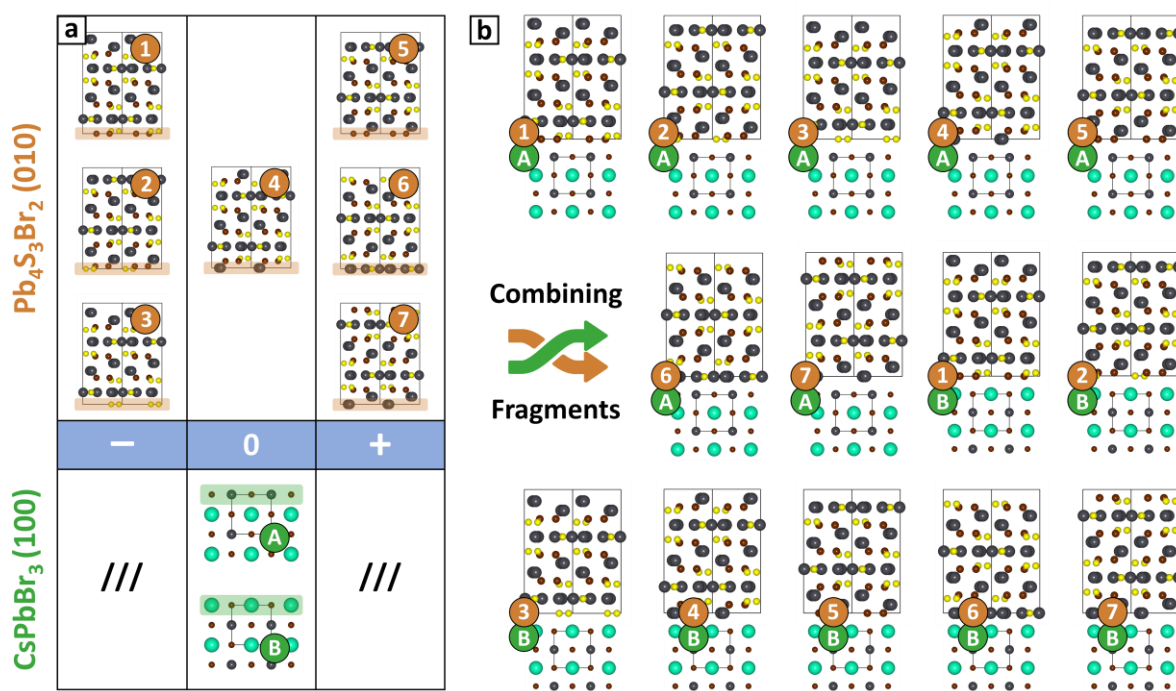 a
Pb₄S₃Br₂ (010)
1
5
2
4
6
3
7
− 0 +
CsPbBr₃ (100)
///
A
///
B
b
1 2 3 4 5
A A A A A
Combining
Fragments
6 7 1 2
A A B B
3 4 5 6 7
B B B B B